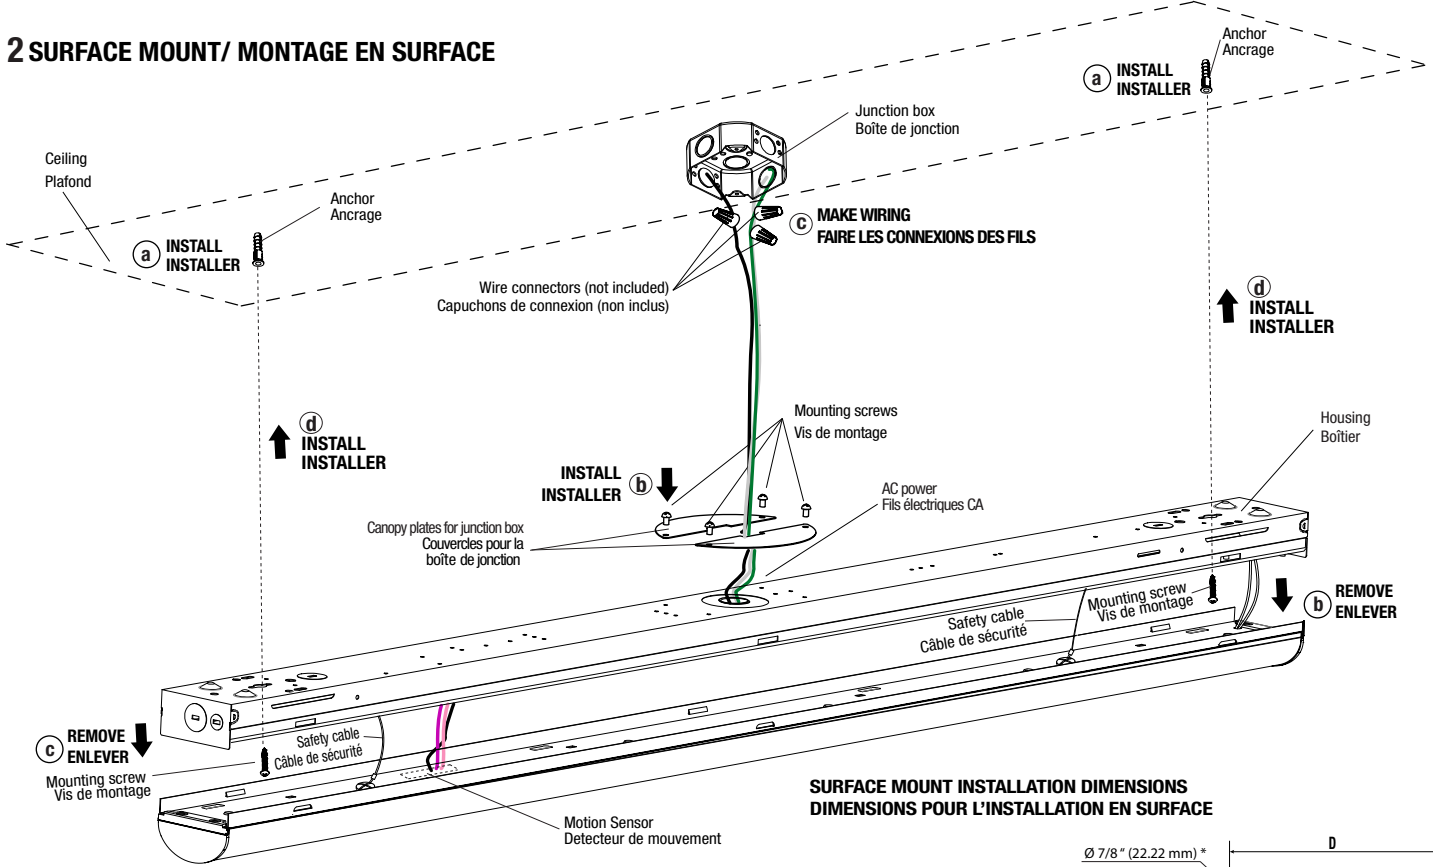 2 SURFACE MOUNT/ MONTAGE EN SURFACE
Anchor
Ancrage
a INSTALL
INSTALLER
Junction box
Boîte de jonction
Ceiling
Plafond
Anchor
Ancrage
a INSTALL
INSTALLER
c MAKE WIRING
FAIRE LES CONNEXIONS DES FILS
Wire connectors (not included)
Capuchons de connexion (non inclus)
d
INSTALL
INSTALLER
d
INSTALL
INSTALLER
Mounting screws
Vis de montage
Housing
Boîtier
INSTALL
INSTALLER b
AC power
Fils électriques CA
Canopy plates for junction box
Couvercles pour la
boîte de jonction
Mounting screw
Vis de montage
b REMOVE
ENLEVER
Safety cable
Câble de sécurité
c REMOVE
ENLEVER
Mounting screw
Vis de montage
Safety cable
Câble de sécurité
Motion Sensor
Detecteur de mouvement
SURFACE MOUNT INSTALLATION DIMENSIONS
DIMENSIONS POUR L'INSTALLATION EN SURFACE
Ø 7/8 " (22.22 mm) *
D